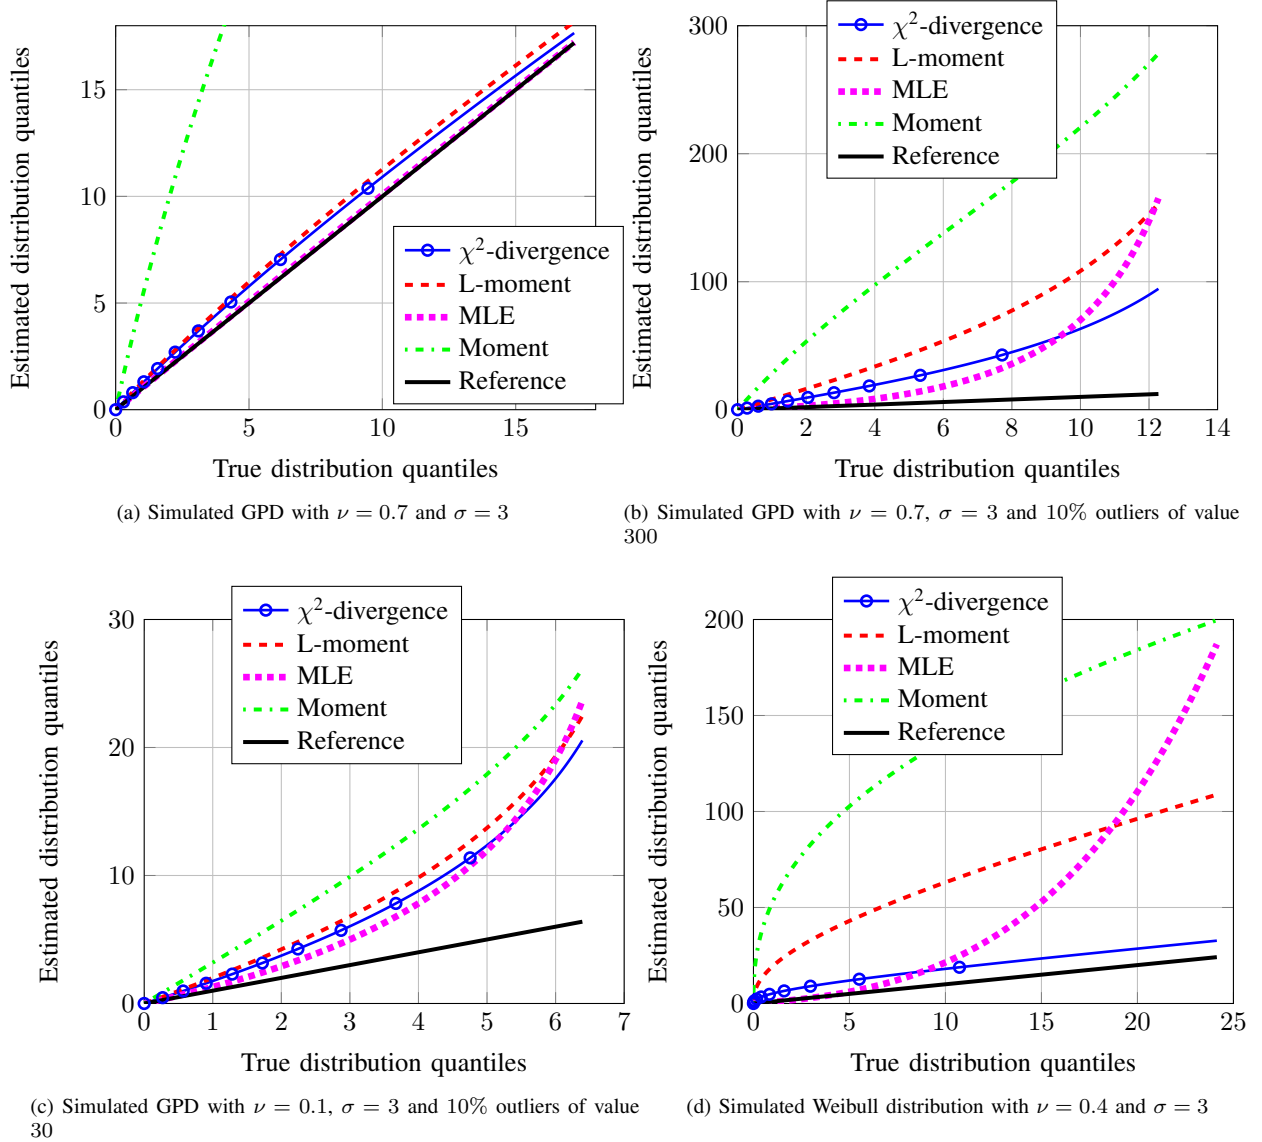 Estimated distribution quantiles
15
10
5
0
0
5
10
15
χ²-divergence
L-moment
MLE
Moment
Reference
True distribution quantiles
(a) Simulated GPD with ν = 0.7 and σ = 3
Estimated distribution quantiles
300
200
100
0
0
2
4
6
8
10
12
14
χ²-divergence
L-moment
MLE
Moment
Reference
True distribution quantiles
(b) Simulated GPD with ν = 0.7, σ = 3 and 10% outliers of value
300
Estimated distribution quantiles
30
20
10
0
0
1
2
3
4
5
6
7
χ²-divergence
L-moment
MLE
Moment
Reference
True distribution quantiles
(c) Simulated GPD with ν = 0.1, σ = 3 and 10% outliers of value
30
Estimated distribution quantiles
200
150
100
50
0
0
5
10
15
20
25
χ²-divergence
L-moment
MLE
Moment
Reference
True distribution quantiles
(d) Simulated Weibull distribution with ν = 0.4 and σ = 3